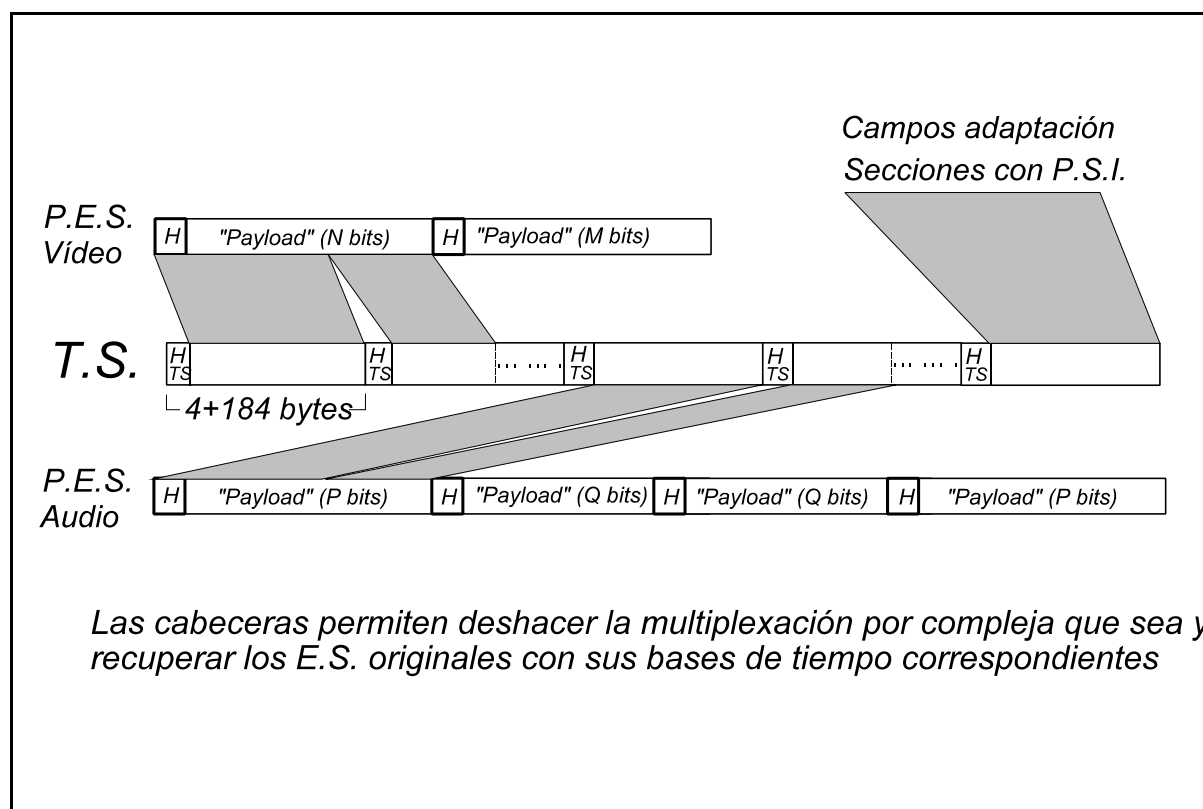 Campos adaptación
Secciones con P.S.I.
P.E.S.
Vídeo
H "Payload" (N bits) H "Payload" (M bits)
T.S.
H TS H TS H TS H TS H TS
4+184 bytes
P.E.S.
Audio
H "Payload" (P bits) H "Payload" (Q bits) H "Payload" (Q bits) H "Payload" (P bits)
Las cabeceras permiten deshacer la multiplexación por compleja que sea y
recuperar los E.S. originales con sus bases de tiempo correspondientes